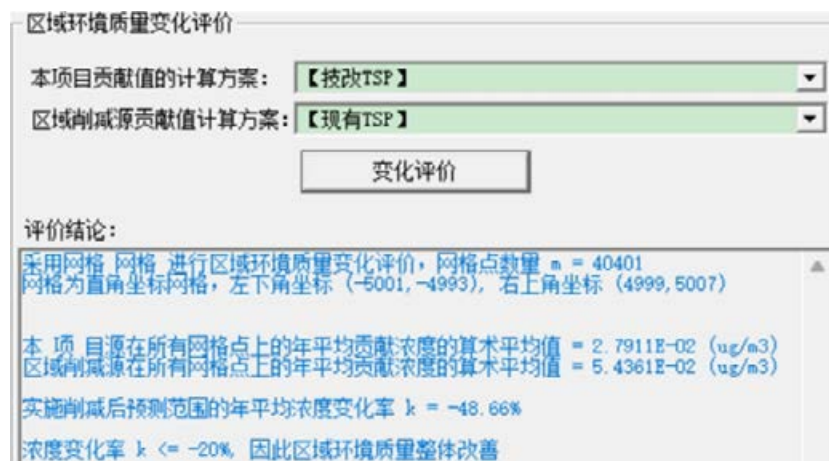 区域环境质量变化评价
本项目贡献值的计算方案： 【技改TSP】
区域削减源贡献值计算方案： 【现有TSP】
变化评价
评价结论：
采用网格 网格 进行区域环境质量变化评价，网格点数量 m = 40401
网格为直角坐标网格，左下角坐标 (-5001,-4993), 右上角坐标 (4999,5007)
本 项 目源在所有网格点上的年平均贡献浓度的算术平均值 = 2.7911E-02 (ug/m3)
区域削减源在所有网格点上的年平均贡献浓度的算术平均值 = 5.4361E-02 (ug/m3)
实施削减后预测范围的年平均浓度变化率 k = -48.66%
浓度变化率 k <= -20%, 因此区域环境质量整体改善